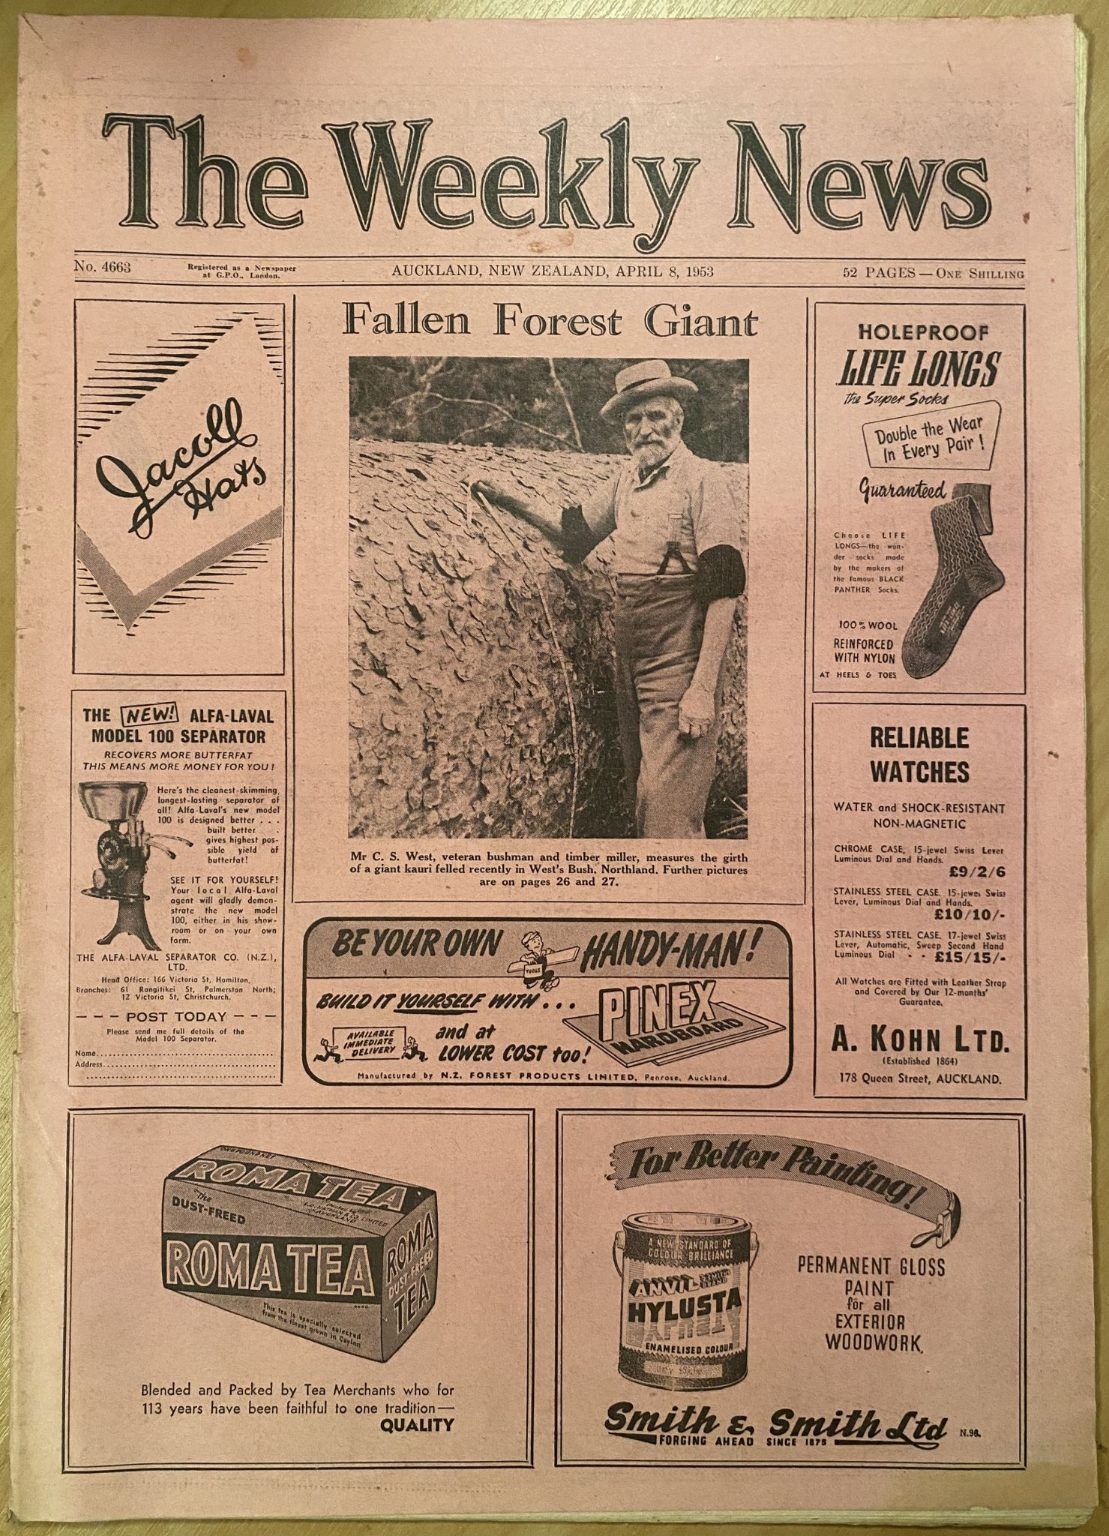 The Weekly News
No. 4663
Registered as a Newspaper
at G.P.O., London.
AUCKLAND, NEW ZEALAND, APRIL 8, 1953
52 PAGES — ONE SHILLING
Jacoll
Hats
THE NEW! ALFA-LAVAL
MODEL 100 SEPARATOR
RECOVERS MORE BUTTERFAT
THIS MEANS MORE MONEY FOR YOU!
Here's the cleanest-skimming,
longest-lasting separator of
all! Alfa-Laval's new model
100 is designed better . . .
built better . . .
gives highest pos-
sible yield of
butterfat!
SEE IT FOR YOURSELF!
Your local Alfa-Laval
agent will gladly demon-
strate the new model
100, either in his show-
room or on your own
farm.
THE ALFA-LAVAL SEPARATOR CO. (N.Z.),
LTD.
Head Office: 166 Victoria St, Hamilton.
Branches: 61 Rangitikei St, Palmerston North;
12 Victoria St, Christchurch.
--- POST TODAY ---
Please send me full details of the
Model 100 Separator.
Name
Address
Fallen Forest Giant
Mr C. S. West, veteran bushman and timber miller, measures the girth
of a giant kauri felled recently in West's Bush, Northland. Further pictures
are on pages 26 and 27.
BE YOUR OWN HANDY-MAN!
TOOLS
BUILD IT YOURSELF WITH...
PINEX
HARDBOARD
AVAILABLE
IMMEDIATE
DELIVERY
and at
LOWER COST too!
Manufactured by N.Z. FOREST PRODUCTS LIMITED, Penrose, Auckland.
HOLEPROOF
LIFE LONGS
the Super Socks
Double the Wear
In Every Pair!
Guaranteed
Choose LIFE
LONGS—the won-
der socks made
by the makers of
the famous BLACK
PANTHER Socks.
100% WOOL
REINFORCED
WITH NYLON
AT HEELS & TOES
RELIABLE
WATCHES
WATER and SHOCK-RESISTANT
NON-MAGNETIC
CHROME CASE, 15-jewel Swiss Lever
Luminous Dial and Hands.
£9/2/6
STAINLESS STEEL CASE, 15-jewel Swiss
Lever, Luminous Dial and Hands.
£10/10/-
STAINLESS STEEL CASE, 17-jewel Swiss
Lever, Automatic, Sweep Second Hand
Luminous Dial - - £15/15/-
All Watches are Fitted with Leather Strap
and Covered by Our 12-months'
Guarantee.
A. KOHN LTD.
(Established 1864)
178 Queen Street, AUCKLAND.
ROMA TEA
The
DUST-FREED
ROMA TEA
This tea is specially selected
from the finest grown in Ceylon
ROMA
DUST-FREED
TEA
Blended and Packed by Tea Merchants who for
113 years have been faithful to one tradition—
QUALITY
For Better Painting!
A NEW STANDARD OF
COLOUR BRILLIANCE
ANVIL
HYLUSTA
ENAMELISED COLOUR
PERMANENT GLOSS
PAINT
for all
EXTERIOR
WOODWORK.
Smith & Smith Ltd
FORGING AHEAD SINCE 1875
N.96.